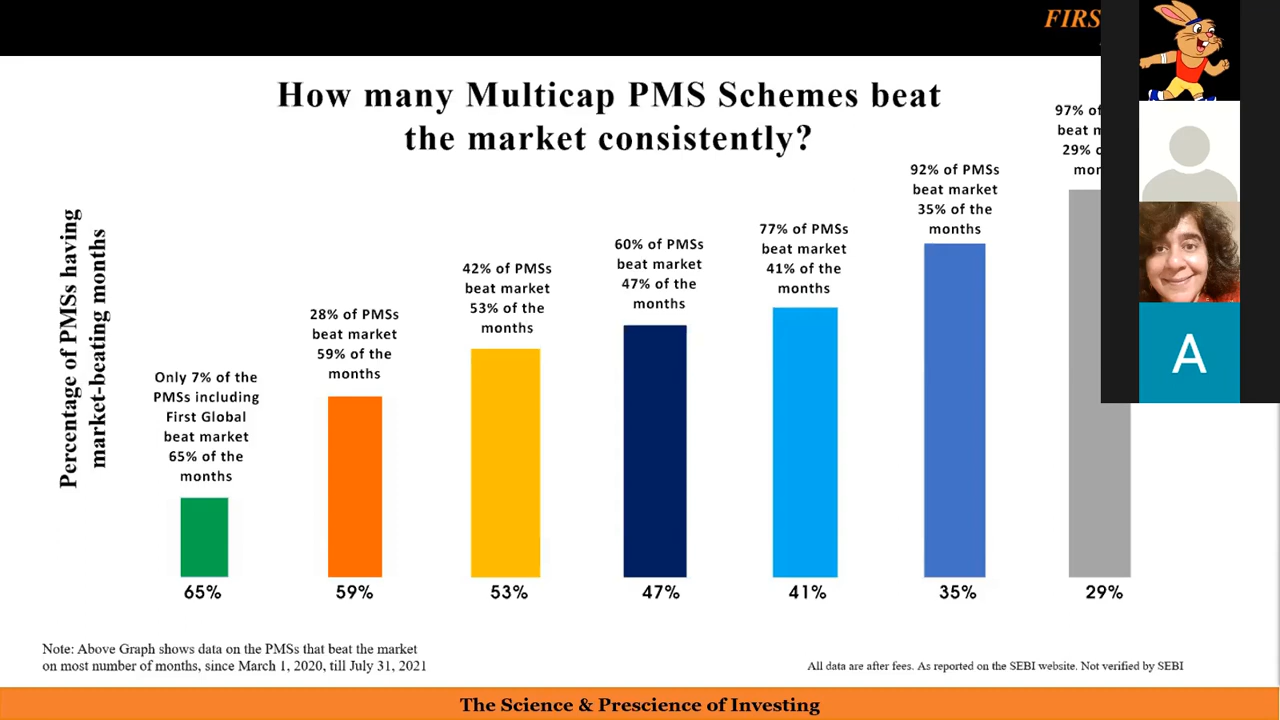 FIRS
How many Multicap PMS Schemes beat
the market consistently?
Percentage of PMSs having
market-beating months
Only 7% of the
PMSs including
First Global
beat market
65% of the
months
28% of PMSs
beat market
59% of the
months
42% of PMSs
beat market
53% of the
months
60% of PMSs
beat market
47% of the
months
77% of PMSs
beat market
41% of the
months
92% of PMSs
beat market
35% of the
months
97% of
beat
29%
65%
59%
53%
47%
41%
35%
29%
A
Note: Above Graph shows data on the PMSs that beat the market
on most number of months, since March 1, 2020, till July 31, 2021
All data are after fees. As reported on the SEBI website. Not verified by SEBI
The Science & Prescience of Investing